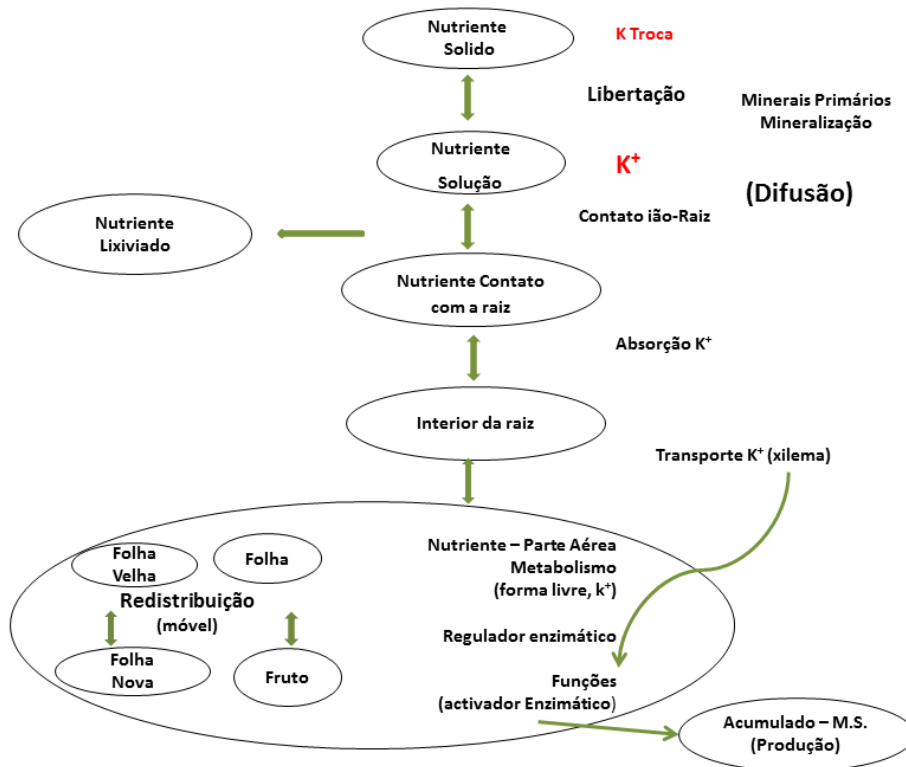 Nutriente
Solido
K Troca
Libertação
Minerais Primários
Mineralização
Nutriente
Solução
K⁺
(Difusão)
Contato ião-Raiz
Nutriente
Lixiviado
Nutriente Contato
com a raiz
Absorção K⁺
Interior da raiz
Transporte K⁺ (xilema)
Folha
Velha
Folha
Redistribuição
(móvel)
Folha
Nova
Fruto
Nutriente – Parte Aérea
Metabolismo
(forma livre, k⁺)
Regulador enzimático
Funções
(activador Enzimático)
Acumulado – M.S.
(Produção)